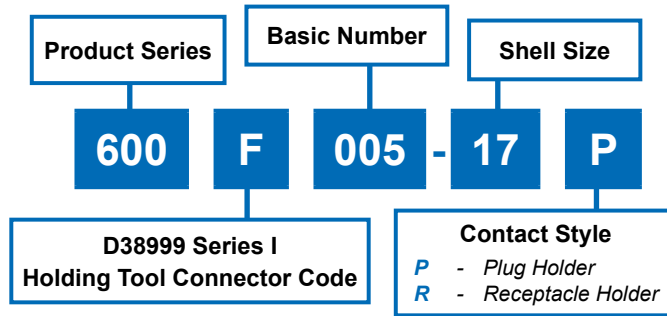 Basic Number
Product Series
Shell Size
600 F 005 - 17 P
D38999 Series I
Holding Tool Connector Code
Contact Style
P - Plug Holder
R - Receptacle Holder